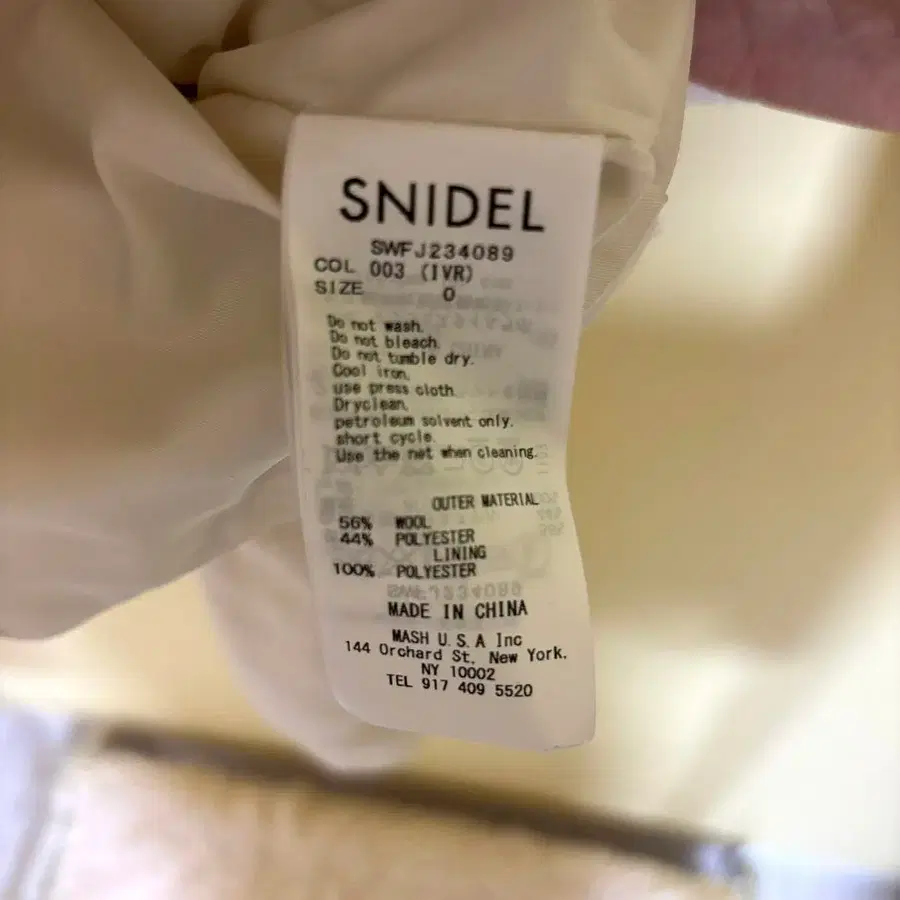 SNIDEL
SWFJ234089
COL 003 (IVR)
SIZE 0
Do not wash.
Do not bleach.
Do not tumble dry.
Cool iron,
use press cloth.
Dryclean,
petroleum solvent only.
short cycle.
Use the net when cleaning.
OUTER MATERIAL
56% WOOL
44% POLYESTER
LINING
100% POLYESTER
MADE IN CHINA
MASH U.S.A Inc
144 Orchard St, New York.
NY 10002
TEL 917 409 5520